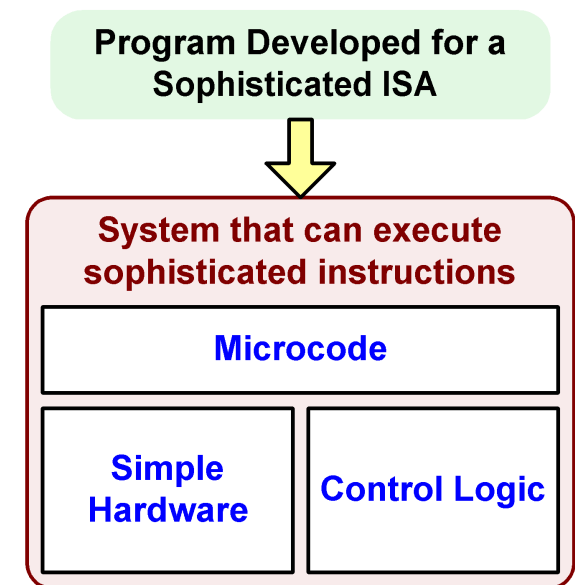 Program Developed for a
Sophisticated ISA
System that can execute
sophisticated instructions
Microcode
Simple
Hardware
Control Logic